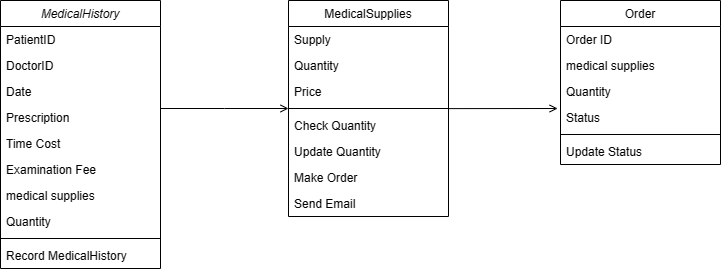 MedicalHistory
PatientID
DoctorID
Date
Prescription
Time Cost
Examination Fee
medical supplies
Quantity
Record MedicalHistory
MedicalSupplies
Supply
Quantity
Price
Check Quantity
Update Quantity
Make Order
Send Email
Order
Order ID
medical supplies
Quantity
Status
Update Status